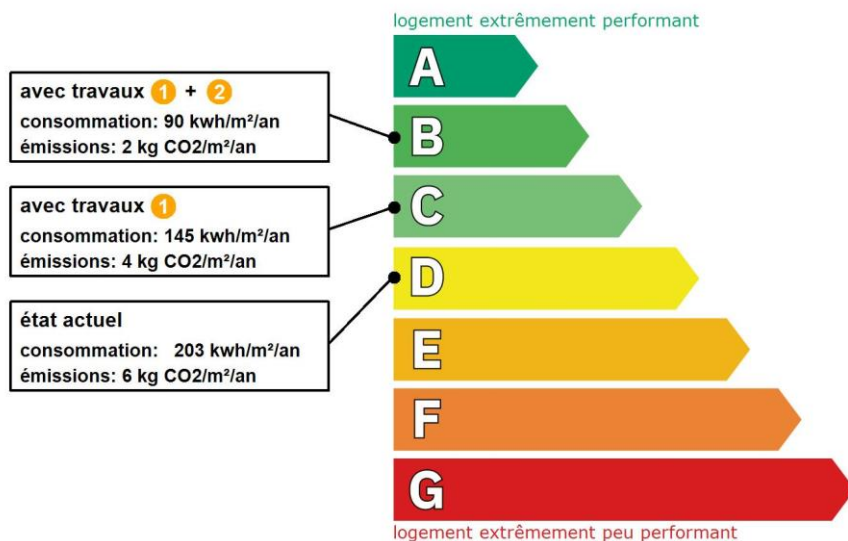 logement extrêmement performant
A
avec travaux 1 + 2
consommation: 90 kwh/m²/an
émissions: 2 kg CO2/m²/an
B
avec travaux 1
consommation: 145 kwh/m²/an
émissions: 4 kg CO2/m²/an
C
D
état actuel
consommation: 203 kwh/m²/an
émissions: 6 kg CO2/m²/an
E
F
G
logement extrêmement peu performant